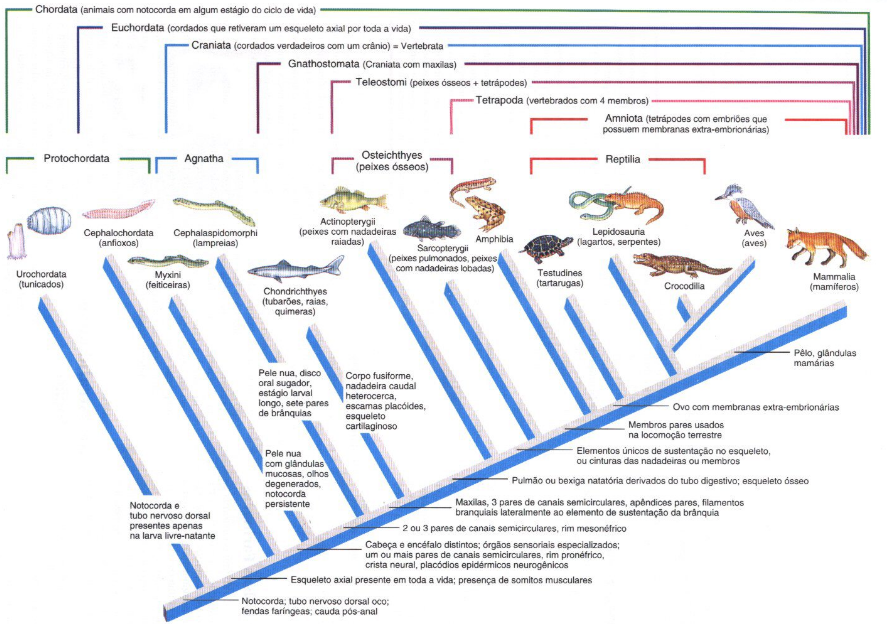 Chordata (animais com notocorda em algum estágio do ciclo de vida)
Euchordata (cordados que retiveram um esqueleto axial por toda a vida)
Craniata (cordados verdadeiros com um crânio) = Vertebrata
Gnathostomata (Craniata com maxilas)
Teleostomi (peixes ósseos + tetrápodes)
Tetrapoda (vertebrados com 4 membros)
Amniota (tetrápodes com embriões que
possuem membranas extra-embrionárias)
Protochordata
Agnatha
Osteichthyes
(peixes ósseos)
Reptilia
Urochordata
(tunicados)
Cephalochordata
(anfioxos)
Myxini
(feiticeiras)
Cephalaspidomorphi
(lampreias)
Chondrichthyes
(tubarões, raias,
quimeras)
Actinopterygii
(peixes com nadadeiras
raiadas)
Sarcopterygii
(peixes pulmonados, peixes
com nadadeiras lobadas)
Amphibia
Testudines
(tartarugas)
Lepidosauria
(lagartos, serpentes)
Crocodilia
Aves
(aves)
Mammalia
(mamíferos)
Pele nua, disco
oral sugador,
estágio larval
longo, sete pares
de brânquias
Corpo fusiforme,
nadadeira caudal
heterocerca,
escamas placóides,
esqueleto
cartilaginoso
Pele nua
com glândulas
mucosas, olhos
degenerados,
notocorda
persistente
Notocorda e
tubo nervoso dorsal
presentes apenas
na larva livre-natante
Pêlo, glândulas
mamárias
Ovo com membranas extra-embrionárias
Membros pares usados
na locomoção terrestre
Elementos únicos de sustentação no esqueleto,
ou cinturas das nadadeiras ou membros
Pulmão ou bexiga natatória derivados do tubo digestivo; esqueleto ósseo
Maxilas, 3 pares de canais semicirculares, apêndices pares, filamentos
branquiais lateralmente ao elemento de sustentação da brânquia
2 ou 3 pares de canais semicirculares, rim mesonéfrico
Cabeça e encéfalo distintos; órgãos sensoriais especializados;
um ou mais pares de canais semicirculares, rim pronéfrico,
crista neural, placódios epidérmicos neurogênicos
Esqueleto axial presente em toda a vida; presença de somitos musculares
Notocorda; tubo nervoso dorsal oco;
fendas faríngeas; cauda pós-anal